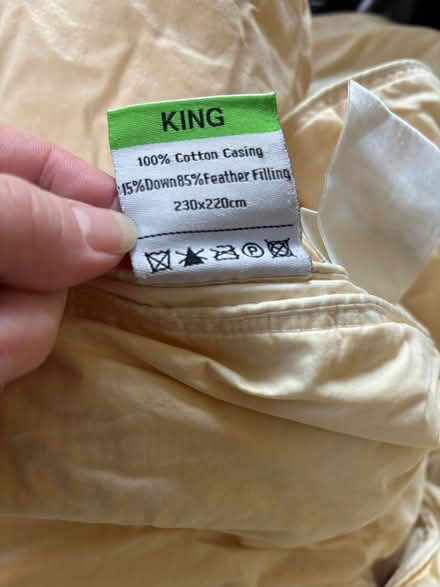 KING
100% Cotton Casing
15%Down85%Feather Filling
230x220cm
P